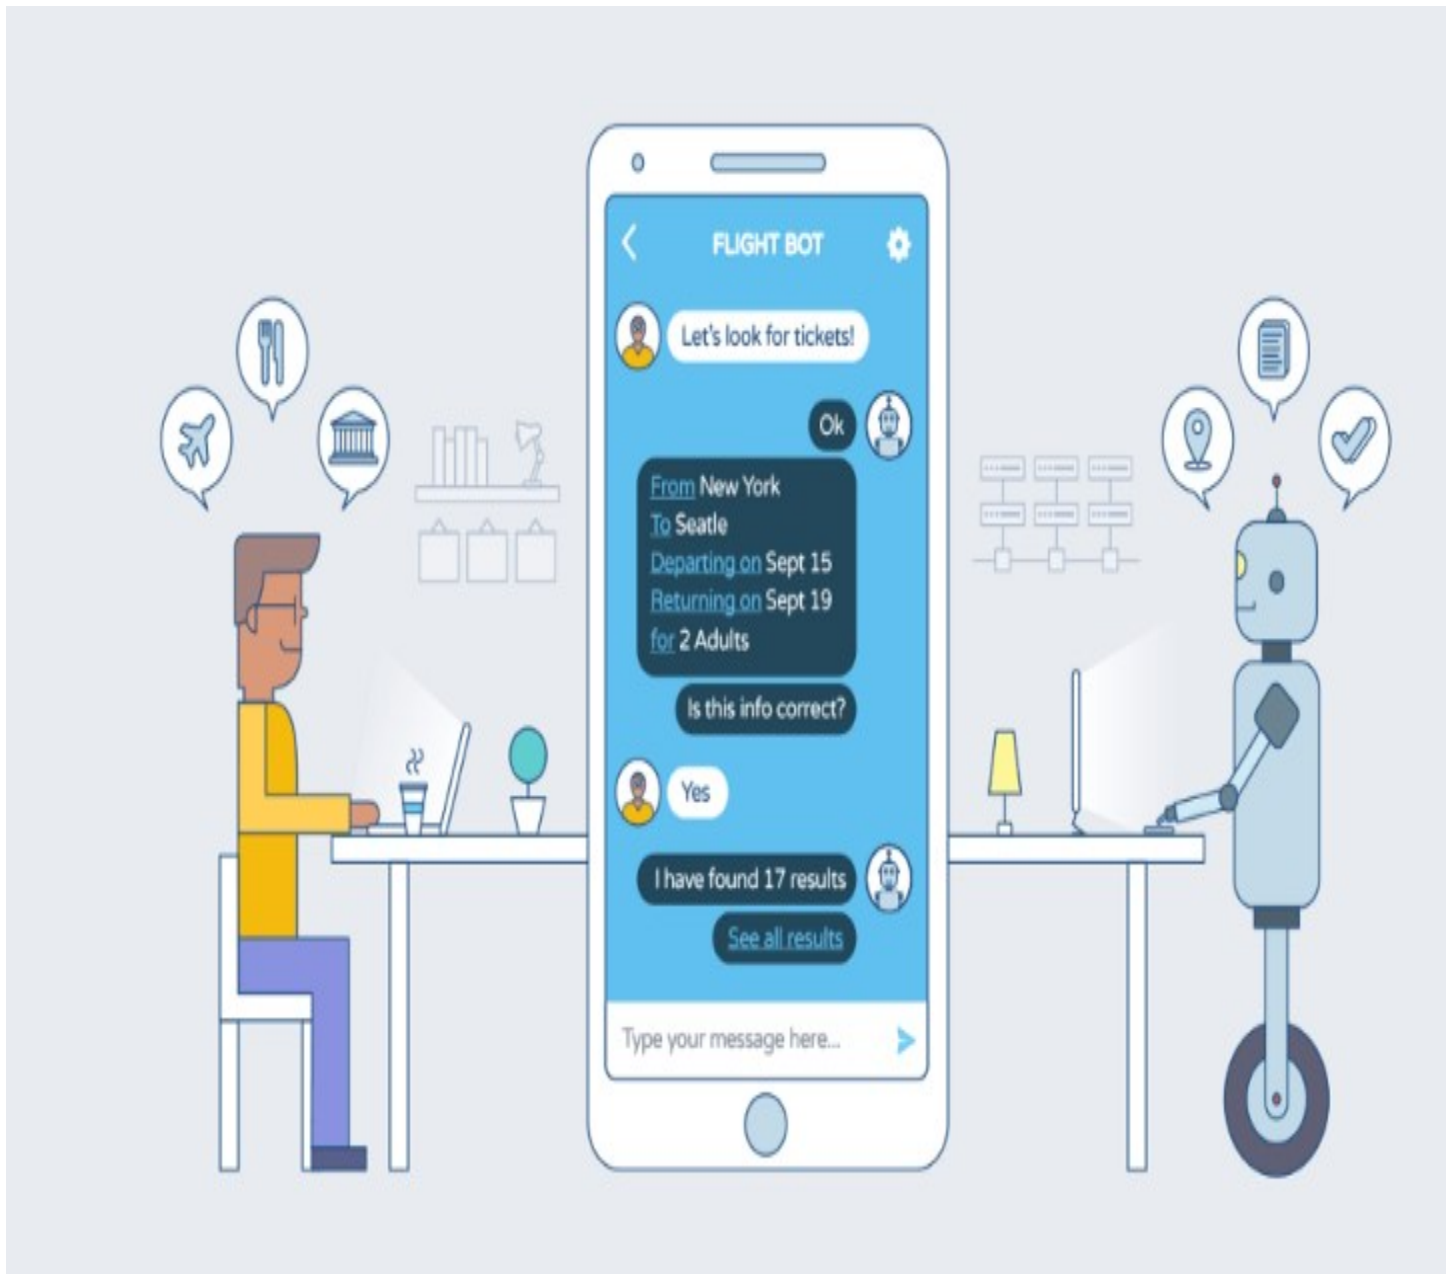 FLIGHT BOT
Let's look for tickets!
Ok
From New York
To Seatle
Departing on Sept 15
Returning on Sept 19
for 2 Adults
Is this info correct?
Yes
I have found 17 results
See all results
Type your message here...